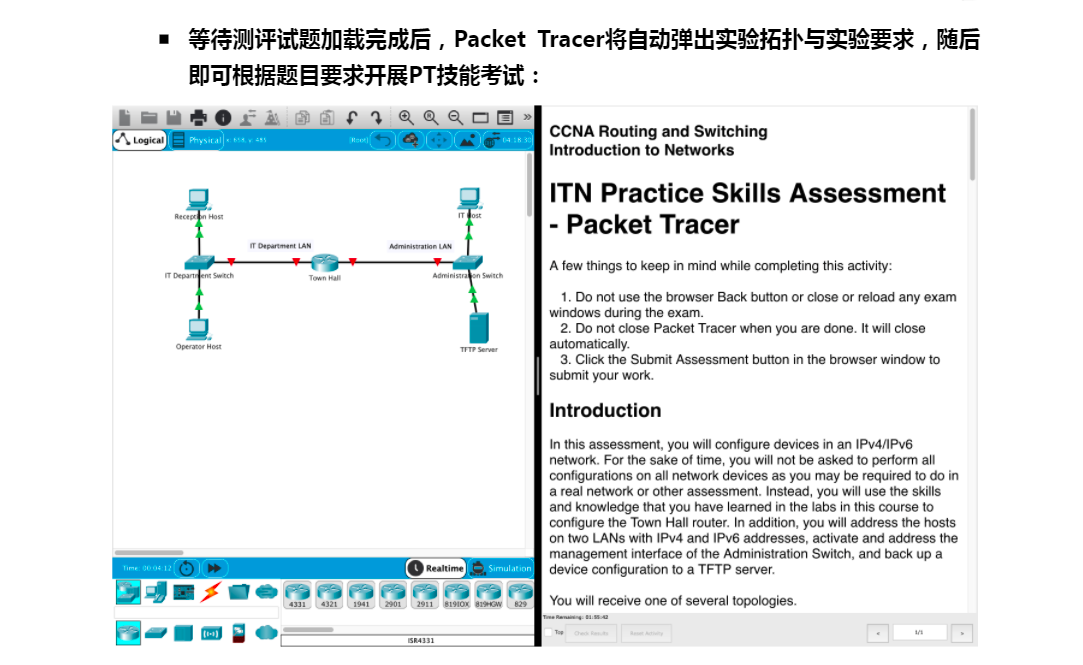 ▪ 等待测评试题加载完成后，Packet Tracer将自动弹出实验拓扑与实验要求，随后
即可根据题目要求开展PT技能考试：
Logical
Physical
[Root]
Reception Host
IT Host
IT Department LAN
Administration LAN
IT Department Switch
Town Hall
Administration Switch
Operator Host
TFTP Server
Time: 00:04:12
Realtime
Simulation
4331
4321
1941
2901
2911
819IOX
819HGW
829
ISR4331
CCNA Routing and Switching
Introduction to Networks
ITN Practice Skills Assessment
- Packet Tracer
A few things to keep in mind while completing this activity:
1. Do not use the browser Back button or close or reload any exam
windows during the exam.
2. Do not close Packet Tracer when you are done. It will close
automatically.
3. Click the Submit Assessment button in the browser window to
submit your work.
Introduction
In this assessment, you will configure devices in an IPv4/IPv6
network. For the sake of time, you will not be asked to perform all
configurations on all network devices as you may be required to do in
a real network or other assessment. Instead, you will use the skills
and knowledge that you have learned in the labs in this course to
configure the Town Hall router. In addition, you will address the hosts
on two LANs with IPv4 and IPv6 addresses, activate and address the
management interface of the Administration Switch, and back up a
device configuration to a TFTP server.
You will receive one of several topologies.
Time Remaining: 01:55:42
Top
Check Results
Reset Activity
<
1/1
>